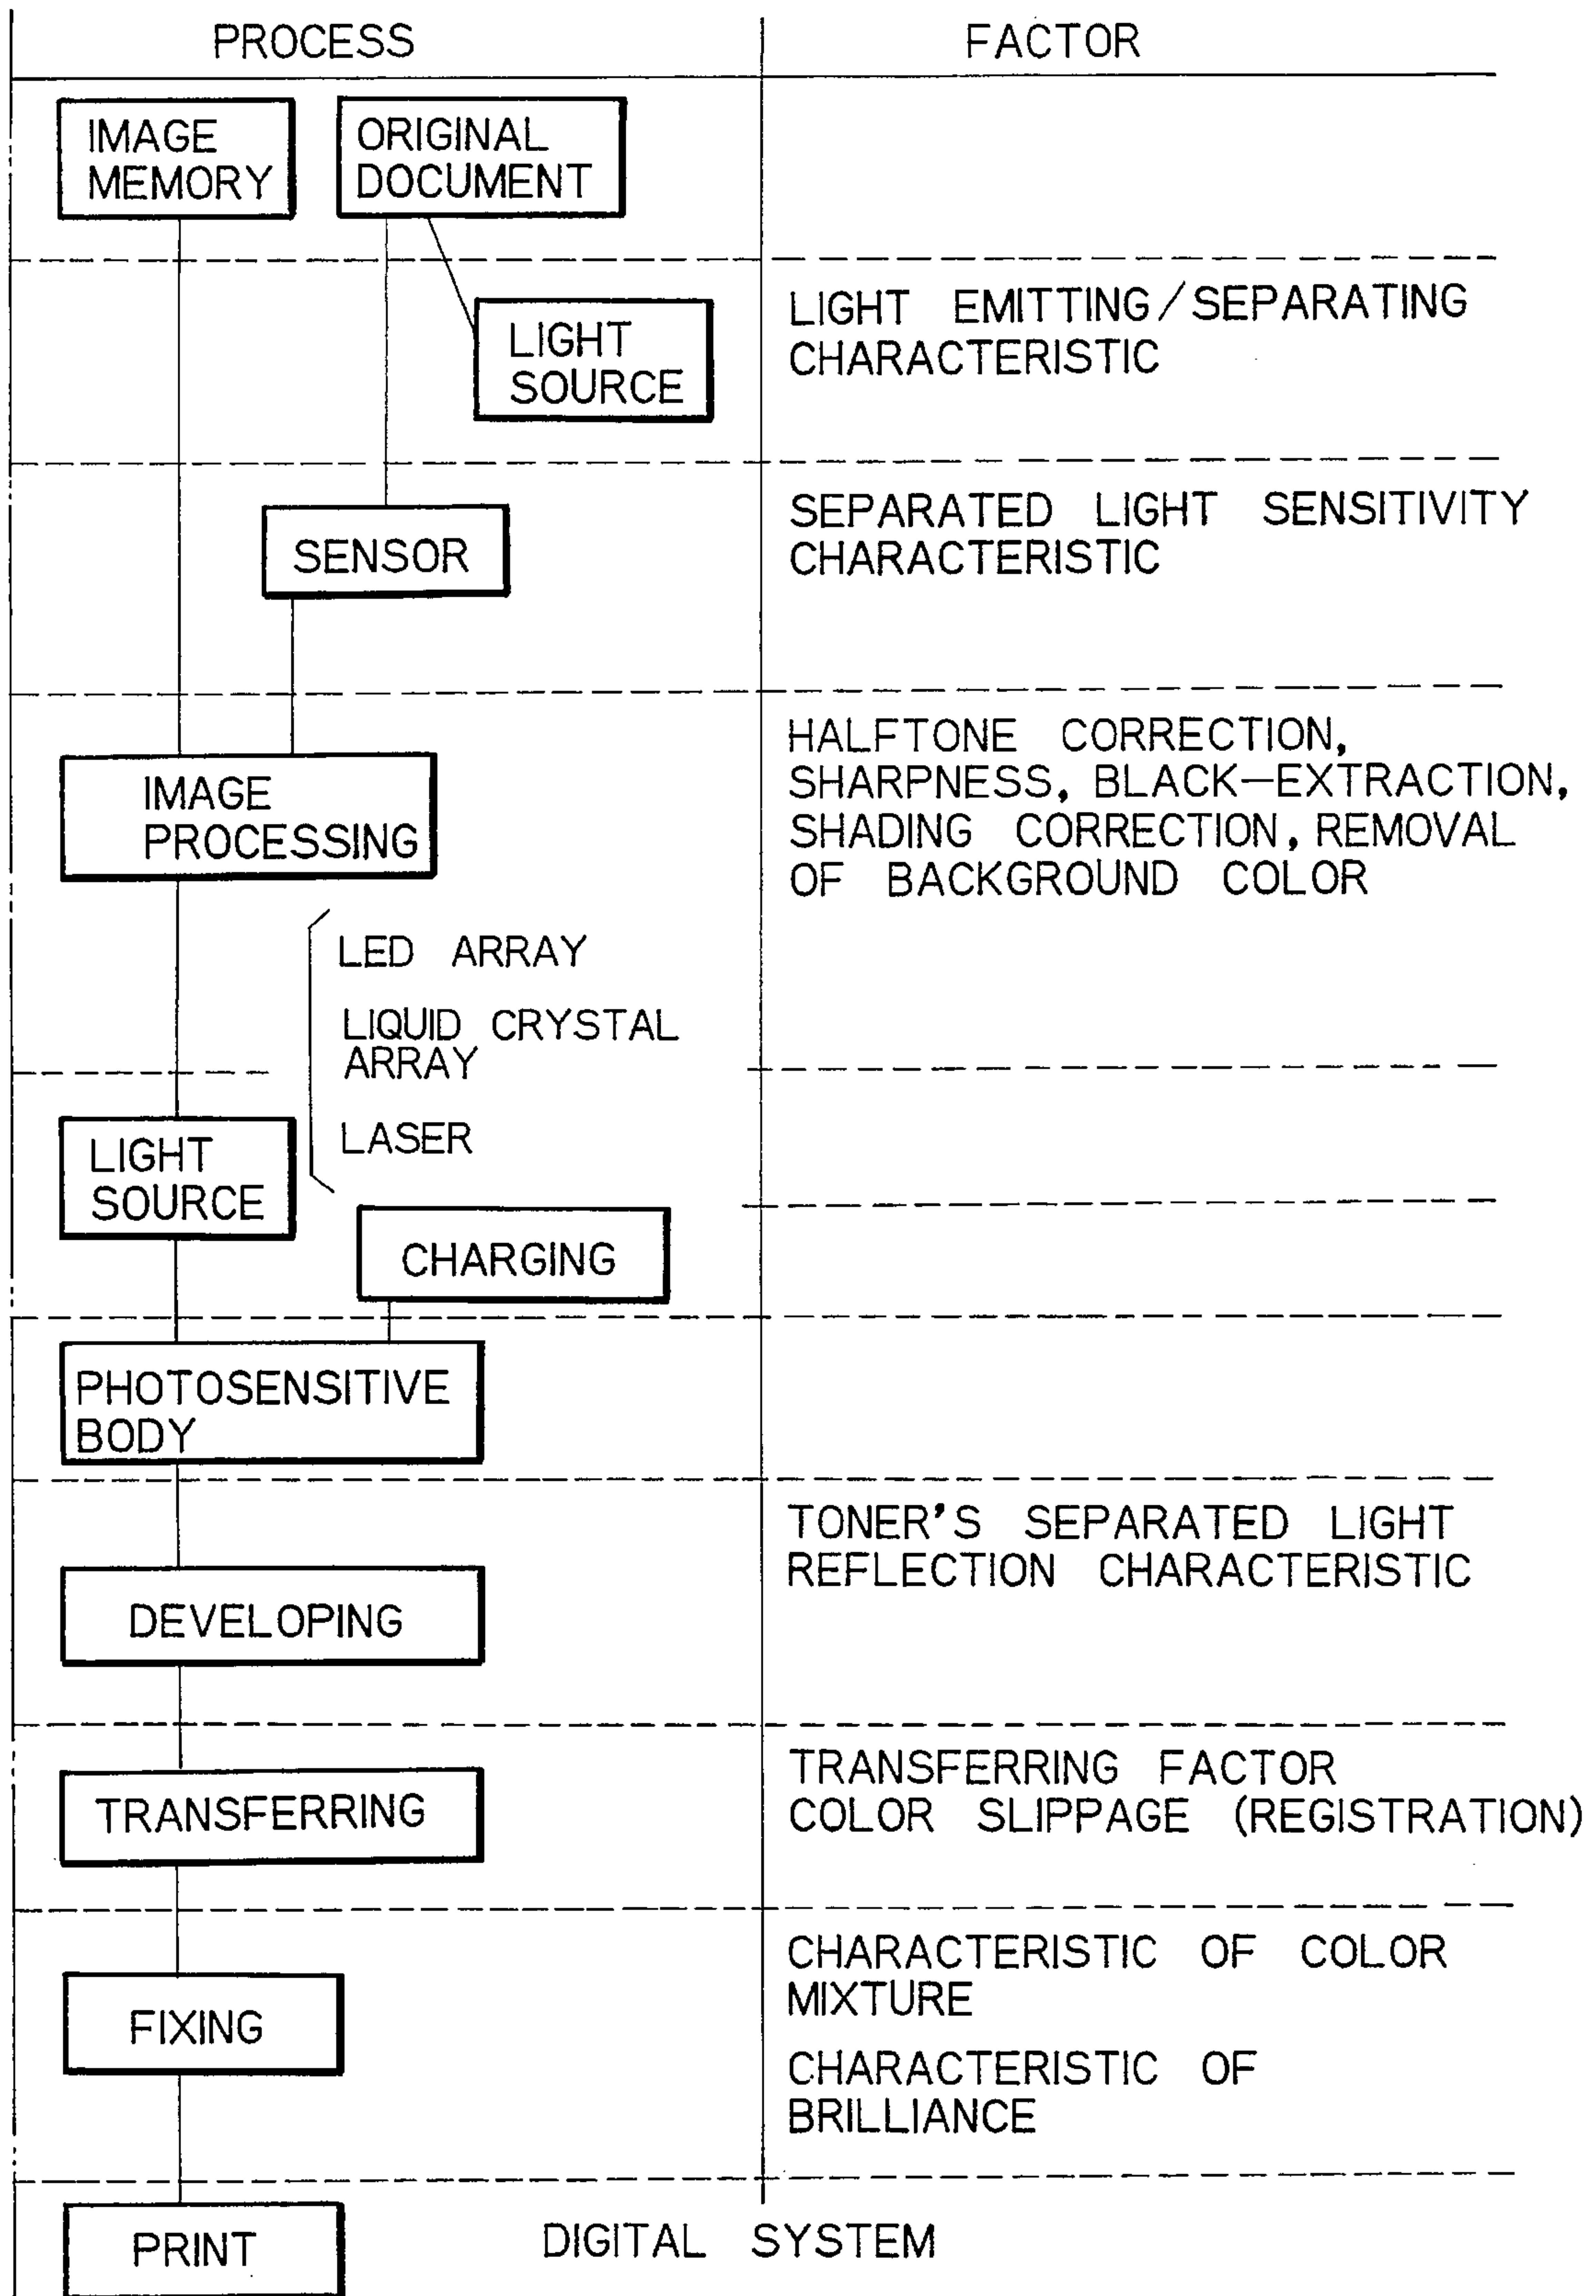 PROCESS
FACTOR
IMAGE
MEMORY
ORIGINAL
DOCUMENT
LIGHT
SOURCE
LIGHT EMITTING/SEPARATING
CHARACTERISTIC
SENSOR
SEPARATED LIGHT SENSITIVITY
CHARACTERISTIC
IMAGE
PROCESSING
HALFTONE CORRECTION,
SHARPNESS, BLACK-EXTRACTION,
SHADING CORRECTION, REMOVAL
OF BACKGROUND COLOR
LED ARRAY
LIQUID CRYSTAL
ARRAY
LASER
LIGHT
SOURCE
CHARGING
PHOTOSENSITIVE
BODY
DEVELOPING
TONER'S SEPARATED LIGHT
REFLECTION CHARACTERISTIC
TRANSFERRING
TRANSFERRING FACTOR
COLOR SLIPPAGE (REGISTRATION)
FIXING
CHARACTERISTIC OF COLOR
MIXTURE
CHARACTERISTIC OF
BRILLIANCE
PRINT
DIGITAL SYSTEM